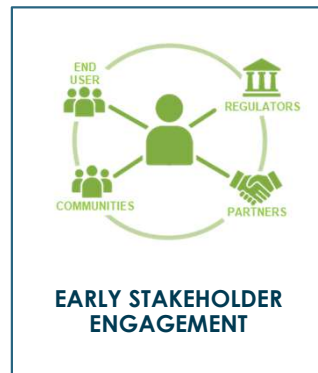 END
USER
REGULATORS
COMMUNITIES
PARTNERS
EARLY STAKEHOLDER
ENGAGEMENT